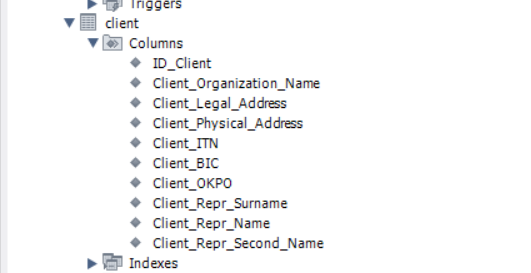 Triggers
client
Columns
ID_Client
Client_Organization_Name
Client_Legal_Address
Client_Physical_Address
Client_ITN
Client_BIC
Client_OKPO
Client_Repr_Surname
Client_Repr_Name
Client_Repr_Second_Name
Indexes